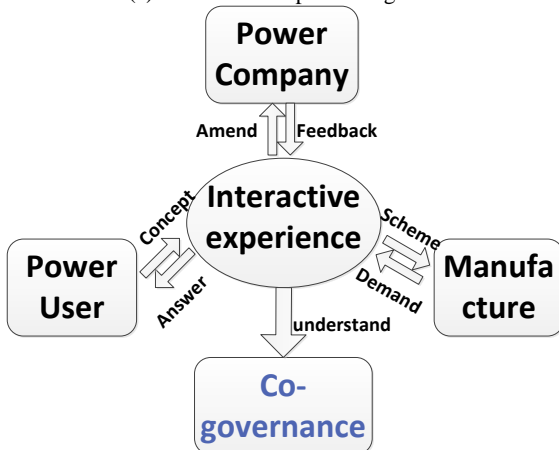 Power
Company
Amend
Feedback
Interactive
experience
Concept
Answer
Scheme
Demand
Power
User
Manufa
cture
understand
Co-
governance